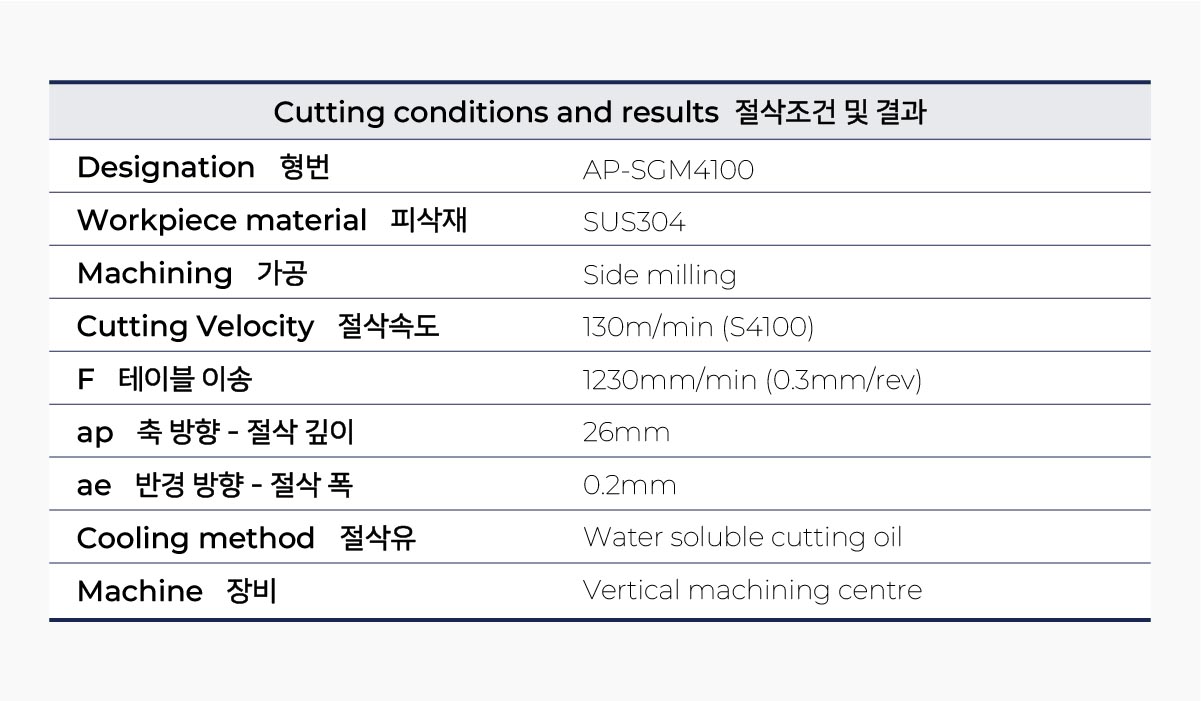 Cutting conditions and results 절삭조건 및 결과
Designation 형번 AP-SGM4100
Workpiece material 피삭재 SUS304
Machining 가공 Side milling
Cutting Velocity 절삭속도 130m/min (S4100)
F 테이블 이송 1230mm/min (0.3mm/rev)
ap 축 방향 - 절삭 깊이 26mm
ae 반경 방향 - 절삭 폭 0.2mm
Cooling method 절삭유 Water soluble cutting oil
Machine 장비 Vertical machining centre